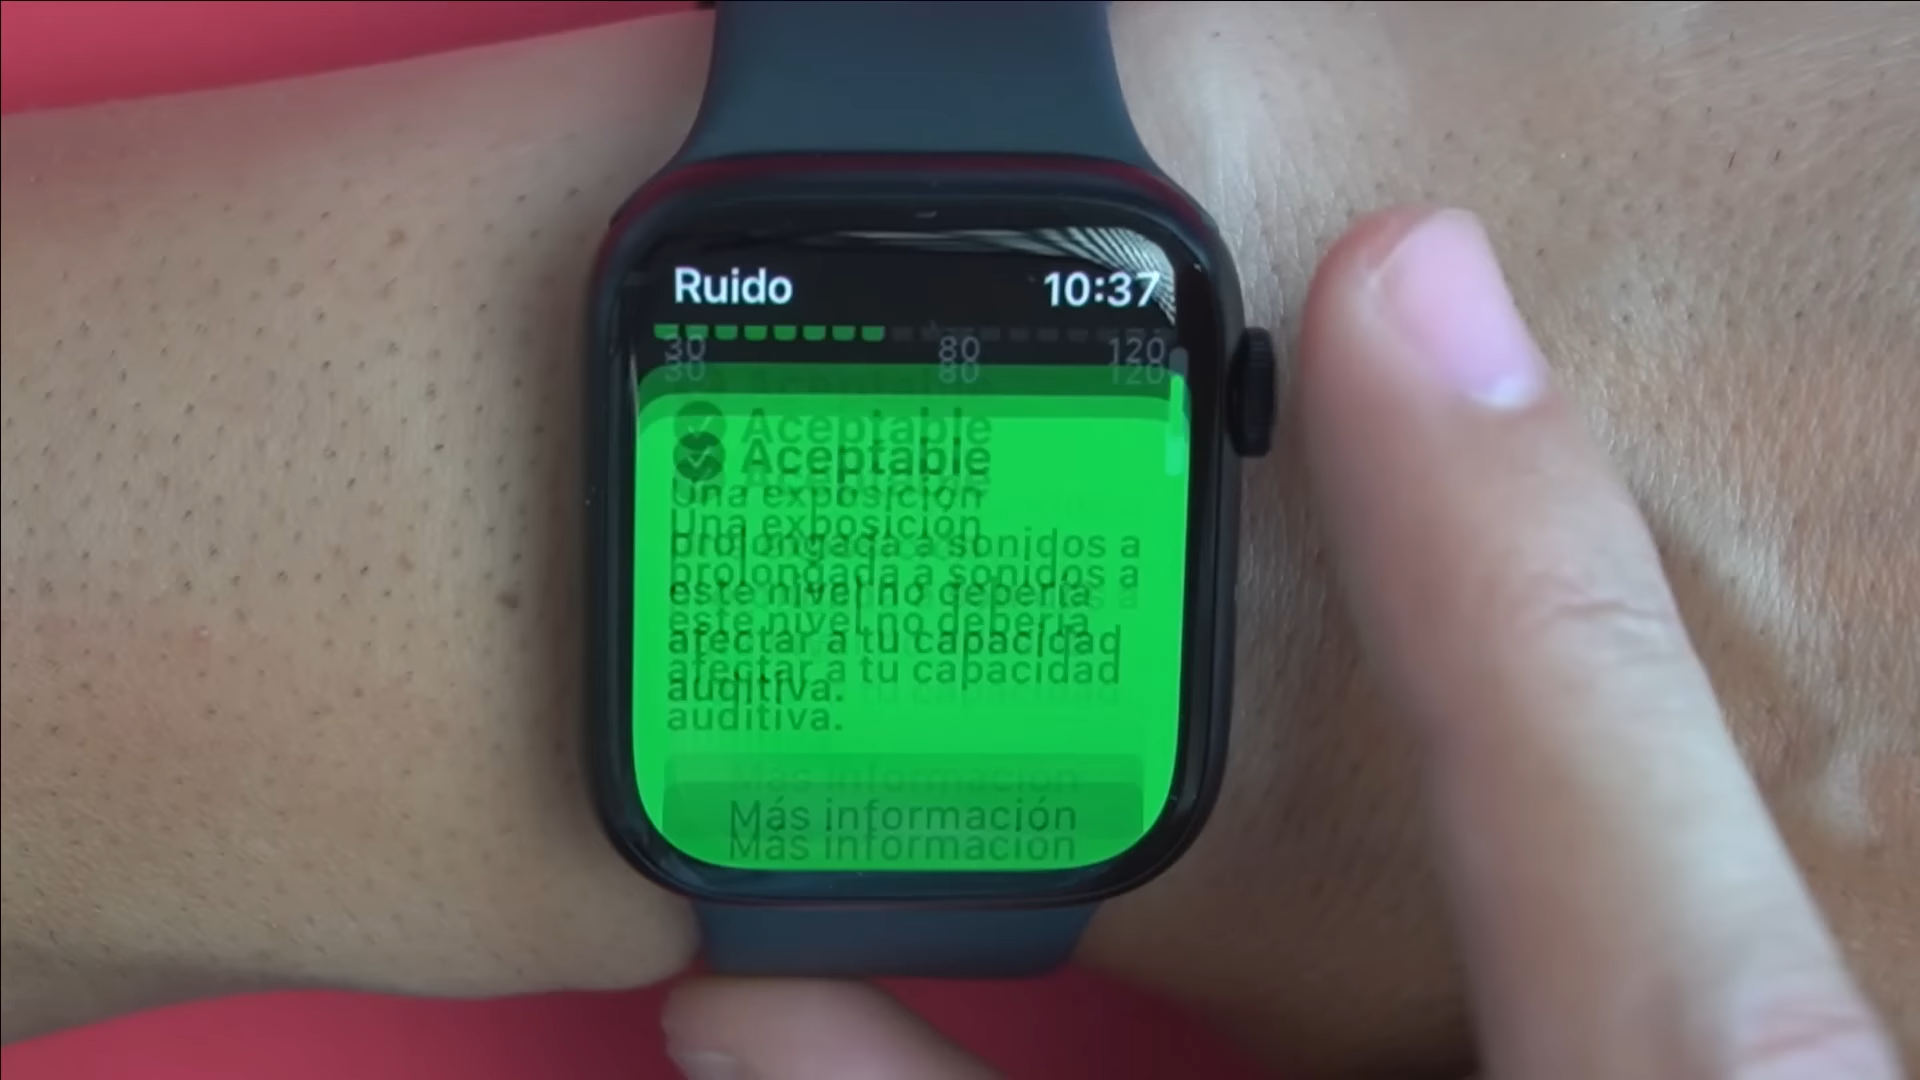 Ruido 10:37
30 80 120
Aceptable
Una exposición
prolongada a sonidos a
este nivel no debería
afectar a tu capacidad
auditiva.
Más información